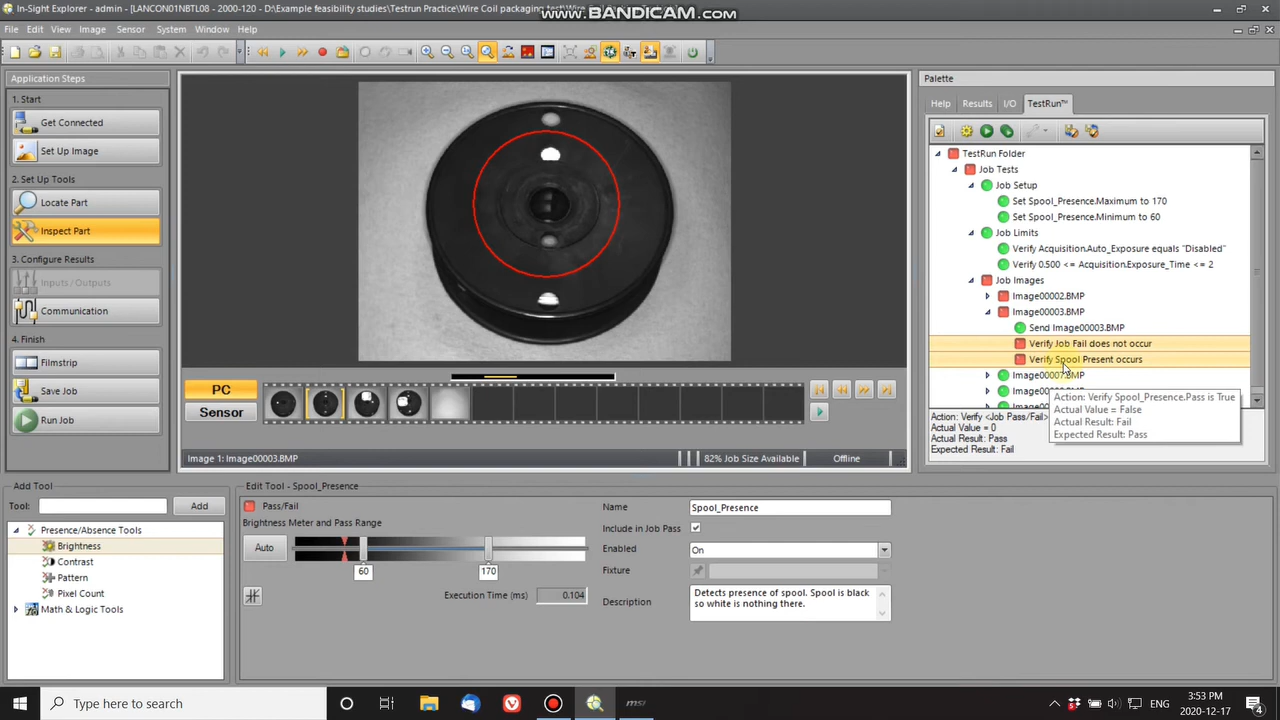 In-Sight Explorer - admin - [LANCON01NBTL08 - 2000-120 - D:\Example feasibility studies\Testrun Practice\Wire Coil packaging test\Wire
www.BANDICAM.com
File Edit View Image Sensor System Window Help
Application Steps
1. Start
Get Connected
Set Up Image
2. Set Up Tools
Locate Part
Inspect Part
3. Configure Results
Inputs / Outputs
Communication
4. Finish
Filmstrip
Save Job
Run Job
PC
Sensor
Image 1: Image00003.BMP
82% Job Size Available
Offline
Palette
Help Results I/O TestRun™
TestRun Folder
Job Tests
Job Setup
Set Spool_Presence.Maximum to 170
Set Spool_Presence.Minimum to 60
Job Limits
Verify Acquisition.Auto_Exposure equals "Disabled"
Verify 0.500 <= Acquisition.Exposure_Time <= 2
Job Images
Image00002.BMP
Image00003.BMP
Send Image00003.BMP
Verify Job Fail does not occur
Verify Spool Present occurs
Action: Verify Spool_Presence.Pass is True
Actual Value = False
Actual Result: Fail
Expected Result: Pass
Action: Verify <Job Pass/Fail>
Actual Value = 0
Actual Result: Pass
Expected Result: Fail
Add Tool
Tool:
Add
Presence/Absence Tools
Brightness
Contrast
Pattern
Pixel Count
Math & Logic Tools
Edit Tool - Spool_Presence
Pass/Fail
Brightness Meter and Pass Range
Auto
60
170
Execution Time (ms)
0.104
Name
Spool_Presence
Include in Job Pass
Enabled
On
Fixture
Description
Detects presence of spool. Spool is black
so white is nothing there.
Type here to search
msi
ENG
3:53 PM
2020-12-17
4